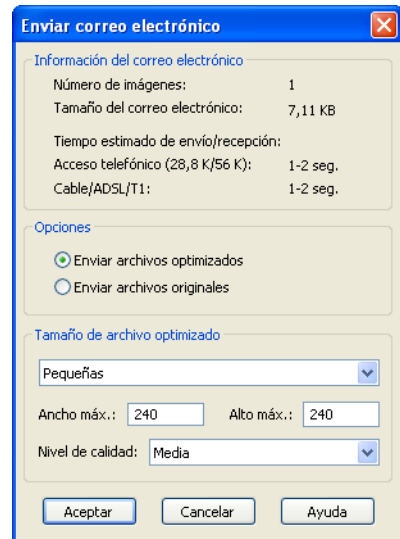 Enviar correo electrónico
Información del correo electrónico
Número de imágenes: 1
Tamaño del correo electrónico: 7,11 KB
Tiempo estimado de envío/recepción:
Acceso telefónico (28,8 K/56 K): 1-2 seg.
Cable/ADSL/T1: 1-2 seg.
Opciones
Enviar archivos optimizados
Enviar archivos originales
Tamaño de archivo optimizado
Pequeñas
Ancho máx.: 240 Alto máx.: 240
Nivel de calidad: Media
Aceptar Cancelar Ayuda